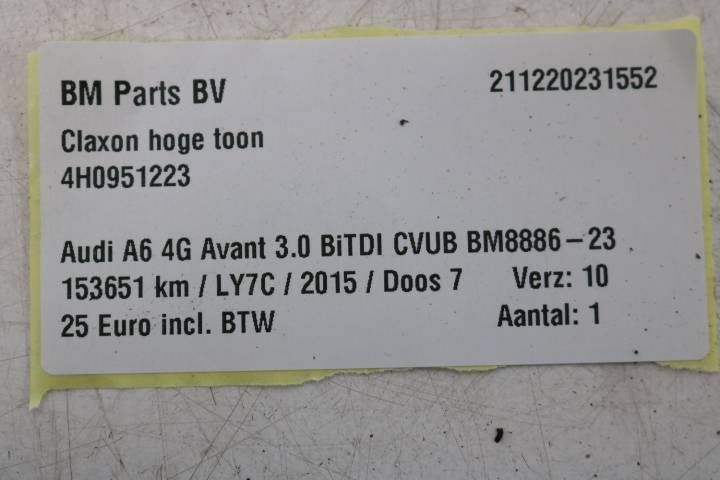 BM Parts BV 211220231552
Claxon hoge toon
4H0951223
Audi A6 4G Avant 3.0 BiTDI CVUB BM8886-23
153651 km / LY7C / 2015 / Doos 7 Verz: 10
25 Euro incl. BTW Aantal: 1